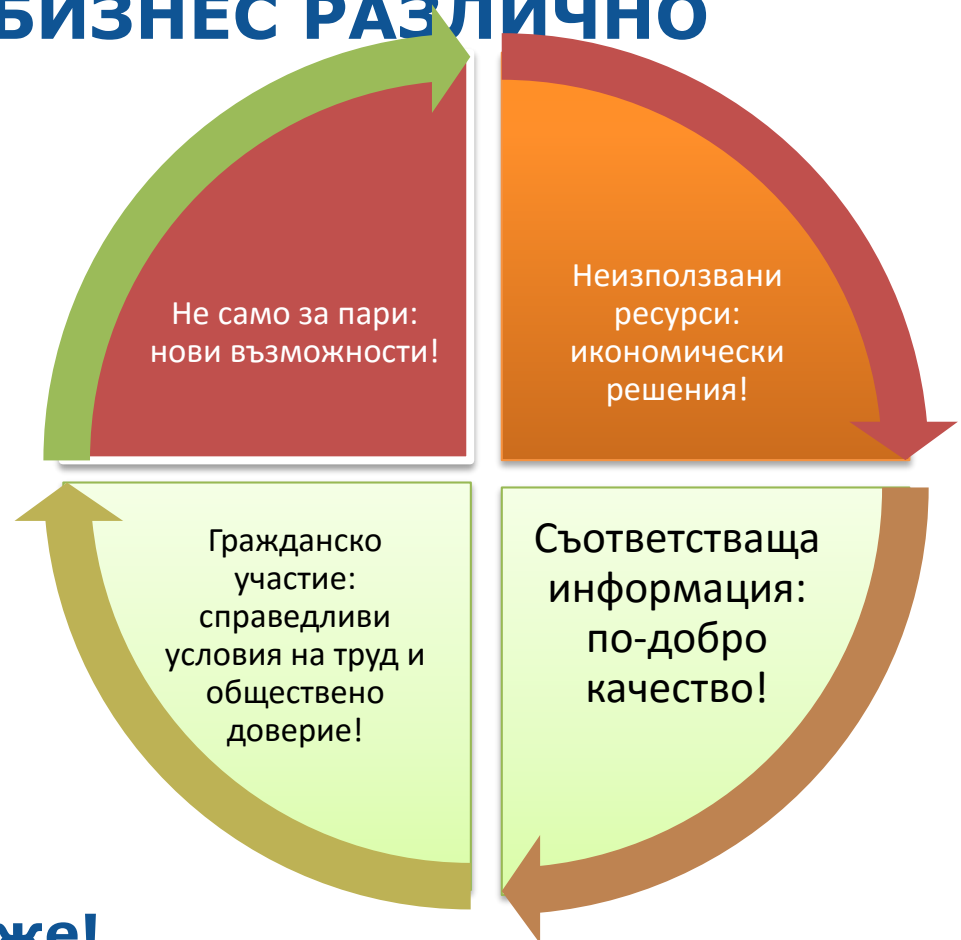 БИЗНЕС РАЗЛИЧНО
Не само за пари:
нови възможности!
Неизползвани
ресурси:
икономически
решения!
Гражданско
участие:
справедливи
условия на труд и
обществено
доверие!
Съответстваща
информация:
по-добро
качество!
же!